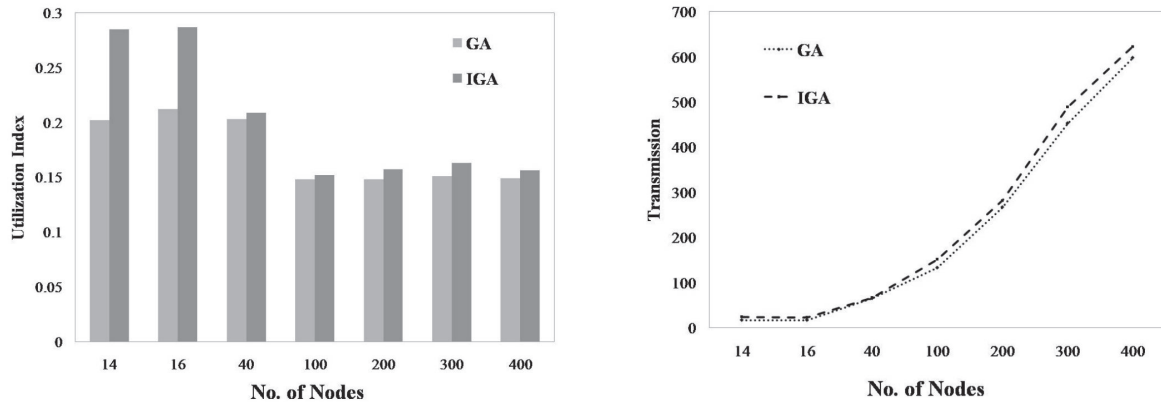 0.3
0.25
0.2
0.15
0.1
0.05
0
Utilization Index
GA
IGA
14 16 40 100 200 300 400
No. of Nodes
700
600
500
400
300
200
100
0
Transmission
GA
IGA
14 16 40 100 200 300 400
No. of Nodes